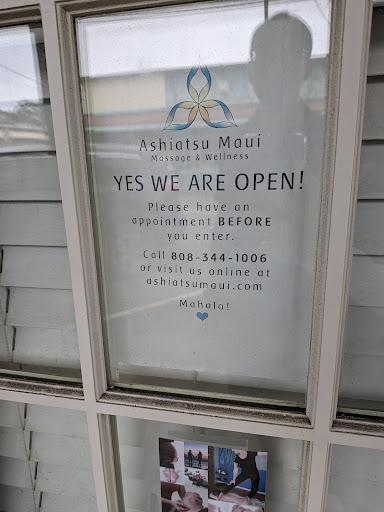 Ashiatsu Maui
Massage & Wellness
YES WE ARE OPEN!
Please have an
appointment BEFORE
you enter.
Call 808-344-1006
or visit us online at
ashiatsumaui.com
Mahalo!